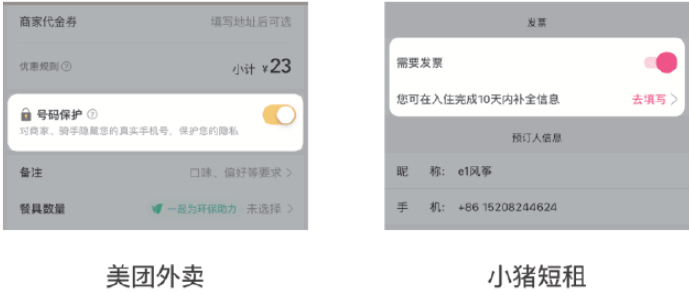 商家代金券 填写地址后可选
优惠规则? 小计 ¥23
号码保护 ?
对商家、骑手隐藏您的真实手机号,保护您的隐私
备注 口味、偏好等要求 >
餐具数量 一起为环保助力 未选择 >
美团外卖
发票
需要发票
您可在入住完成10天内补全信息 去填写 >
预订人信息
昵 称: e1风筝
手 机: +86 15208244624
小猪短租